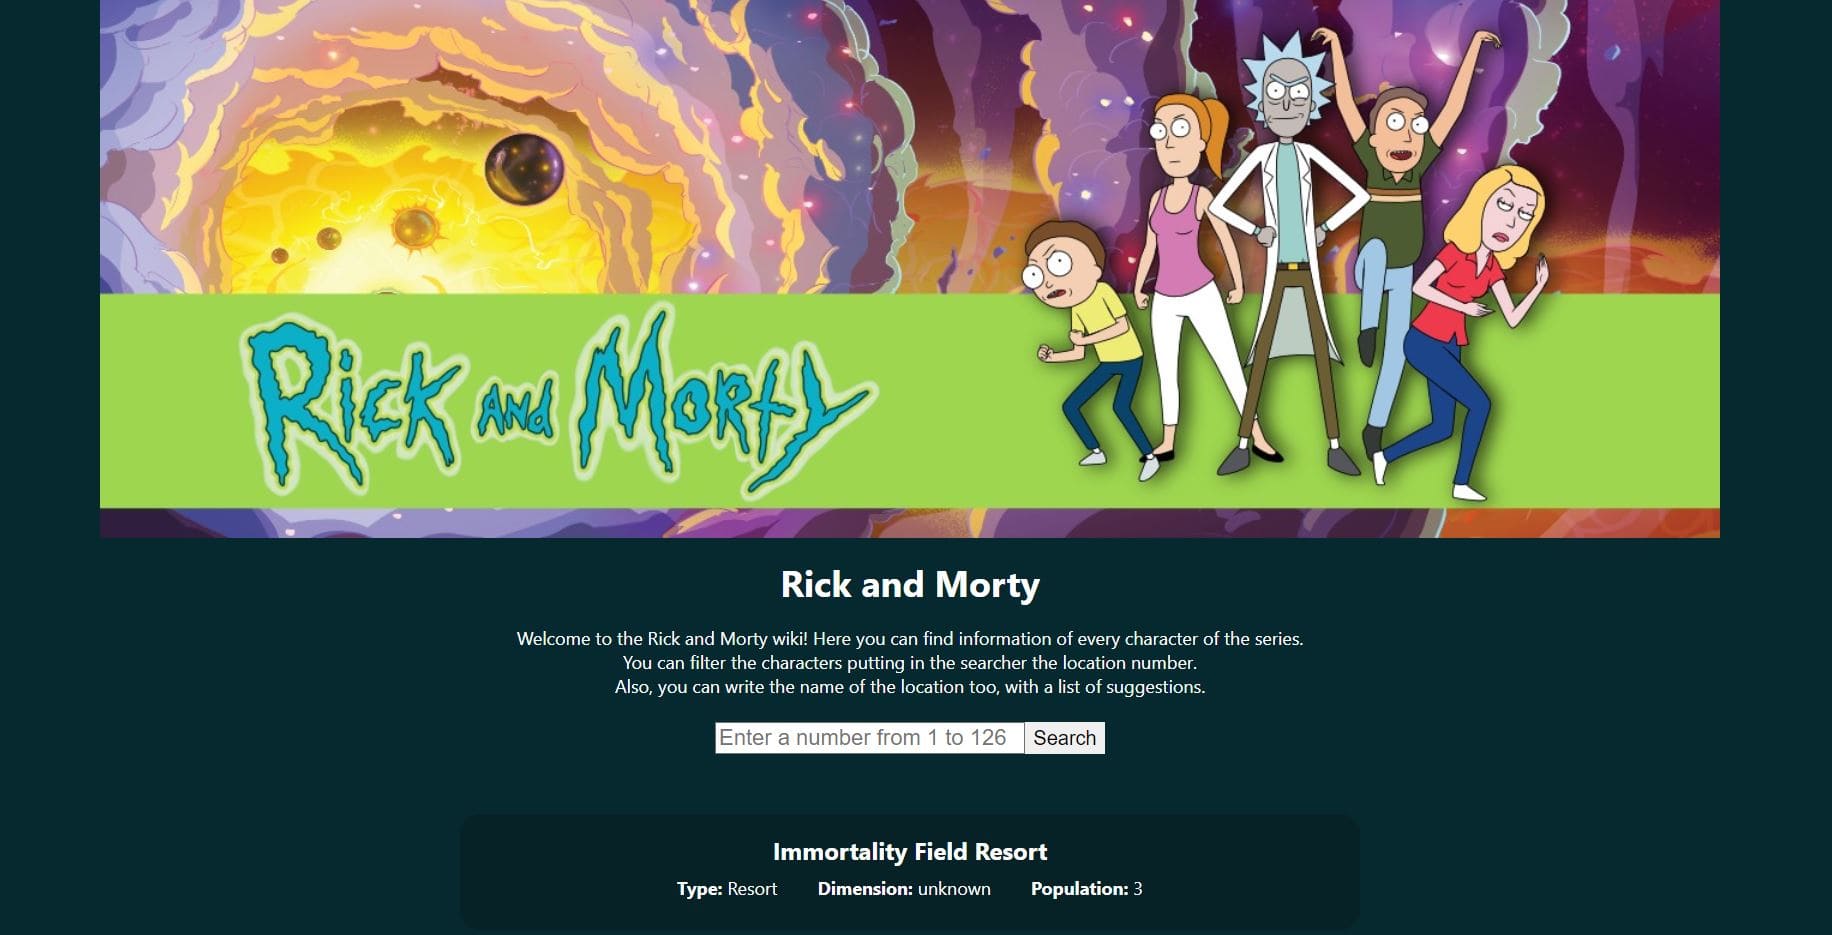 Rick and Morty
Rick and Morty
Welcome to the Rick and Morty wiki! Here you can find information of every character of the series.
You can filter the characters putting in the searcher the location number.
Also, you can write the name of the location too, with a list of suggestions.
Enter a number from 1 to 126 Search
Immortality Field Resort
Type: Resort Dimension: unknown Population: 3